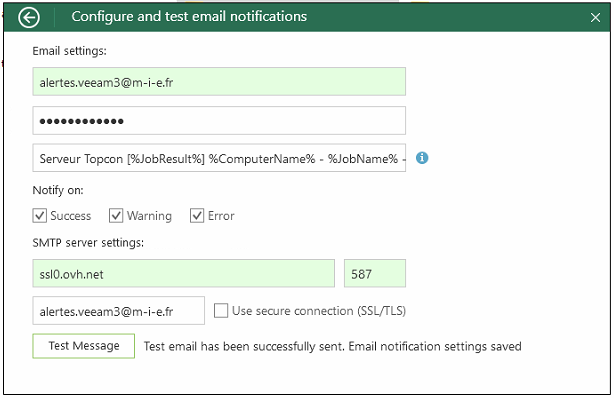 Configure and test email notifications
Email settings:
alertes.veeam3@m-i-e.fr
●●●●●●●●●●●●
Serveur Topcon [%JobResult%] %ComputerName% - %JobName% -
Notify on:
Success Warning Error
SMTP server settings:
ssl0.ovh.net 587
alertes.veeam3@m-i-e.fr Use secure connection (SSL/TLS)
Test Message Test email has been successfully sent. Email notification settings saved